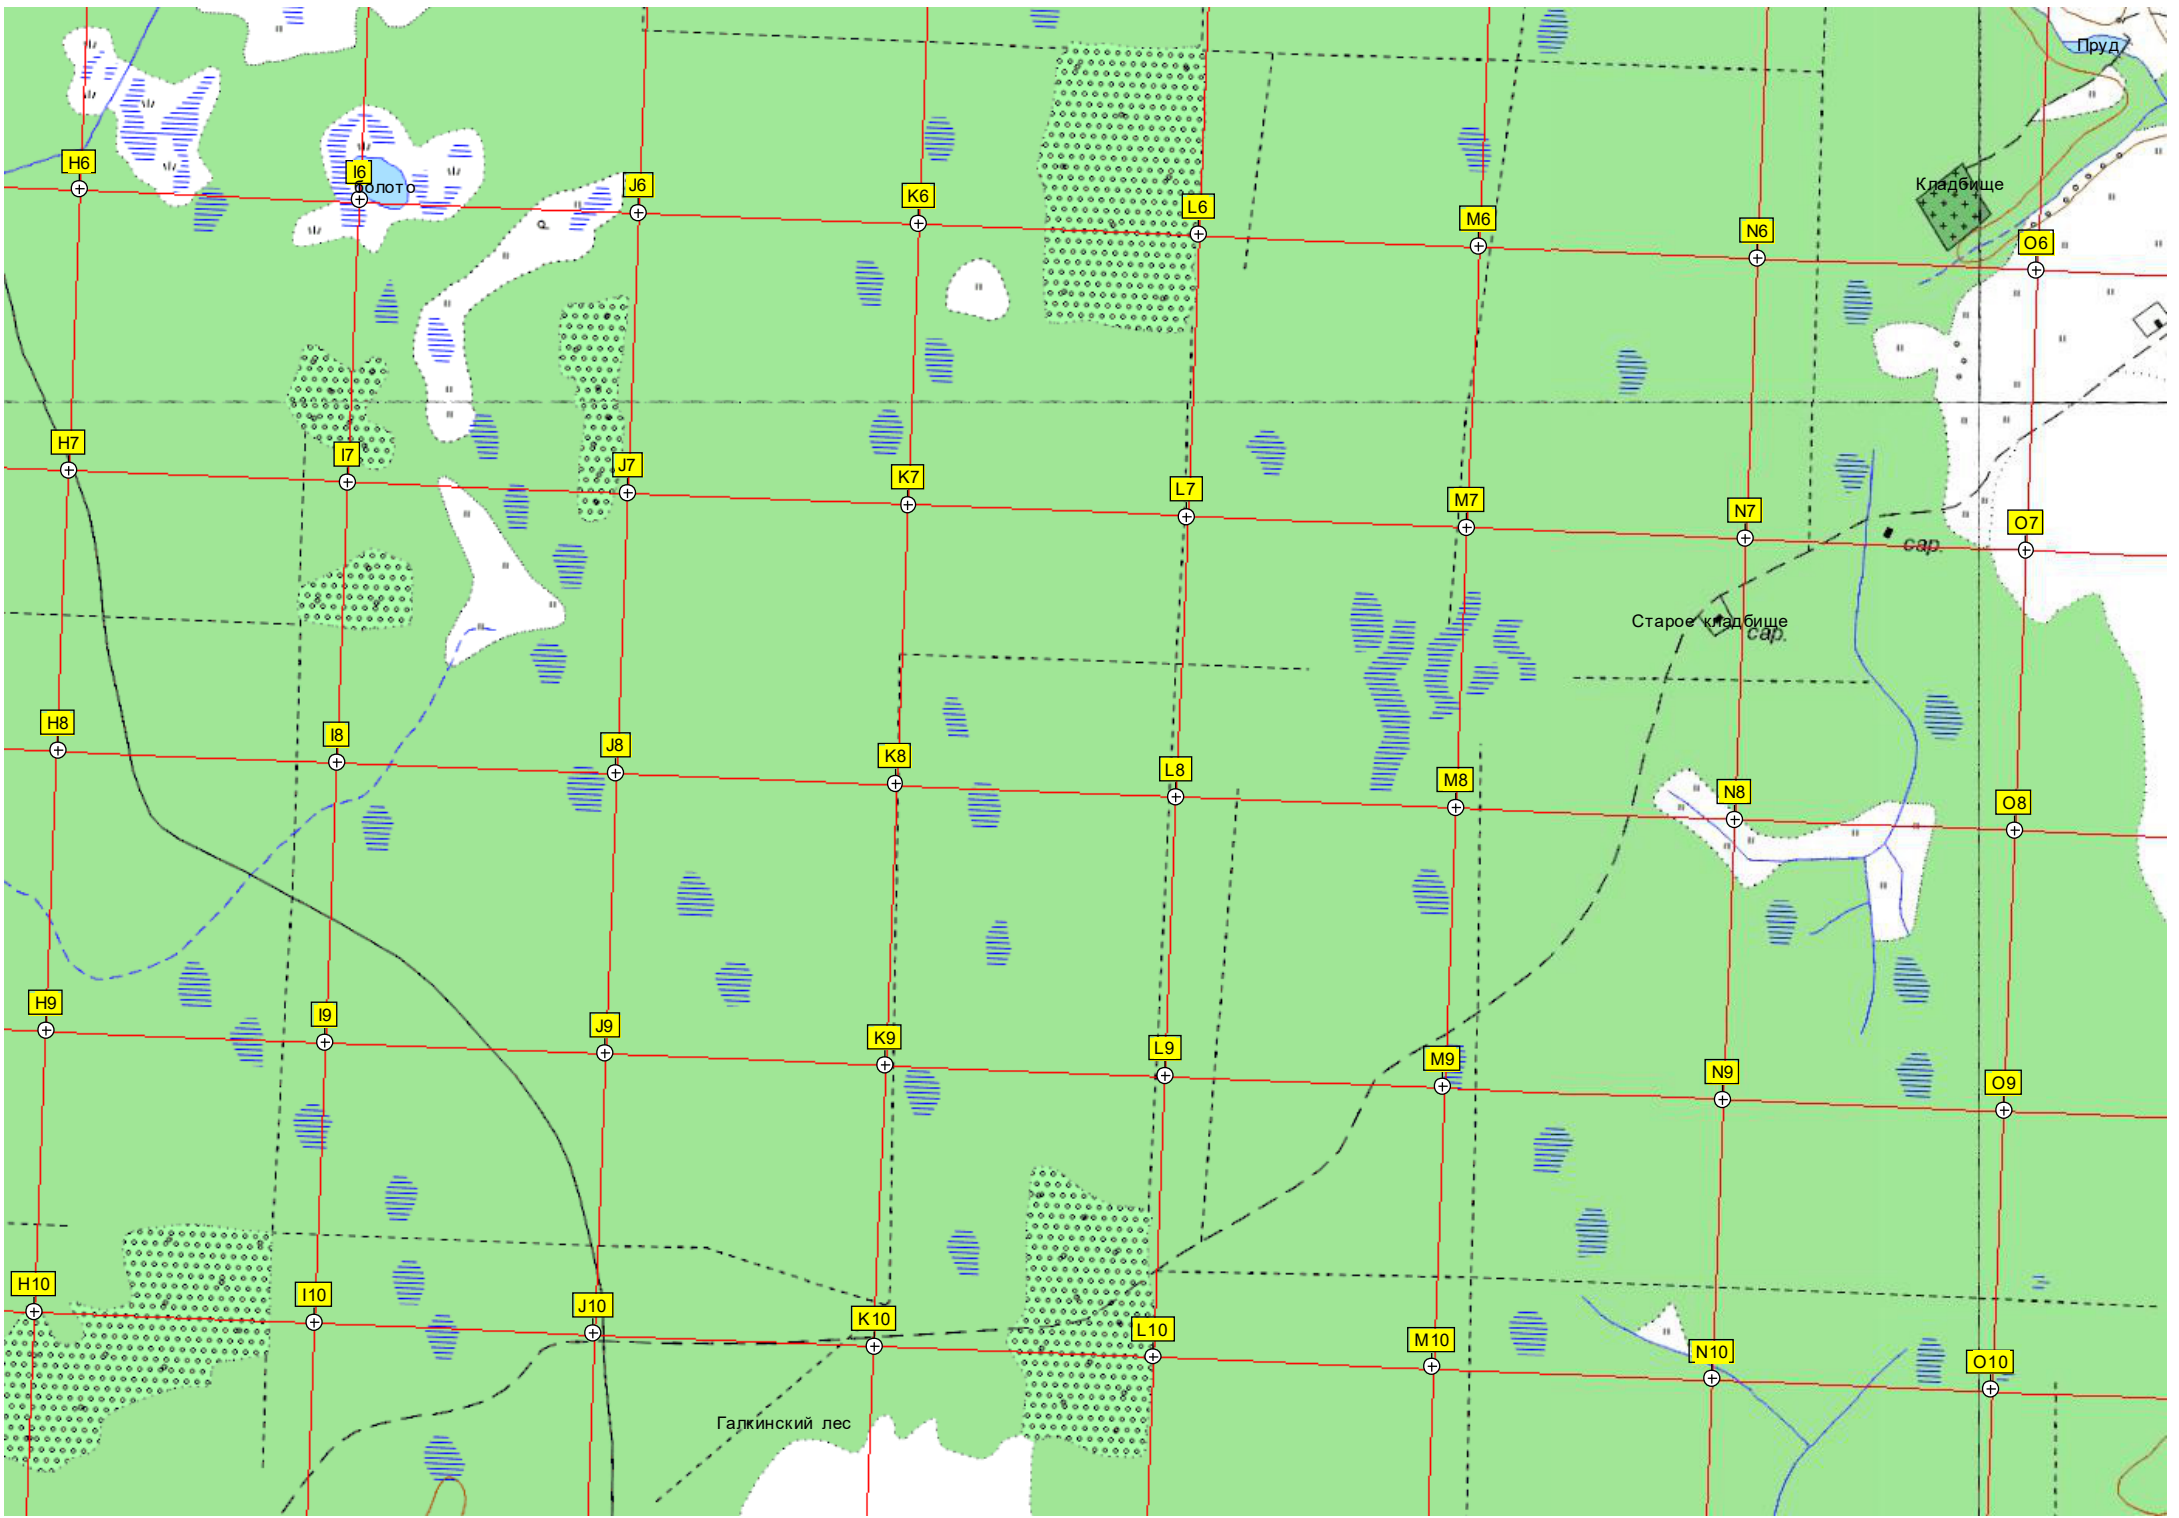 Пруд
H6
I6
болото
J6
K6
L6
M6
N6
Кладбище
O6
H7
I7
J7
K7
L7
M7
N7
O7
сар.
Старое кладбище
сар.
H8
I8
J8
K8
L8
M8
N8
O8
H9
I9
J9
K9
L9
M9
N9
O9
H10
I10
J10
K10
L10
M10
N10
O10
Галкинский лес